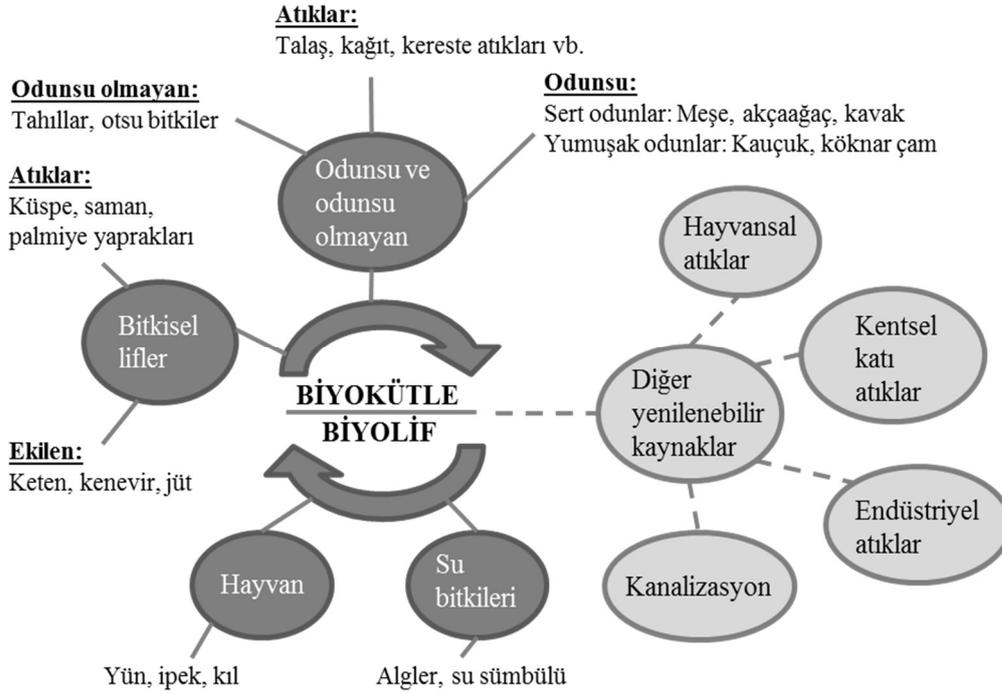 Atıklar:
Talaş, kağıt, kereste atıkları vb.
Odunsu olmayan:
Tahıllar, otsu bitkiler
Odunsu:
Sert odunlar: Meşe, akçaağaç, kavak
Yumuşak odunlar: Kauçuk, köknar çam
Odunsu ve
odunsu
olmayan
Atıklar:
Küspe, saman,
palmiye yaprakları
Bitkisel
lifler
Ekilen:
Keten, kenevir, jüt
BİYOKÜTLE
BİYOLİF
Hayvan
Yün, ipek, kıl
Su
bitkileri
Algler, su sümbülü
Diğer
yenilenebilir
kaynaklar
Hayvansal
atıklar
Kentsel
katı
atıklar
Endüstriyel
atıklar
Kanalizasyon